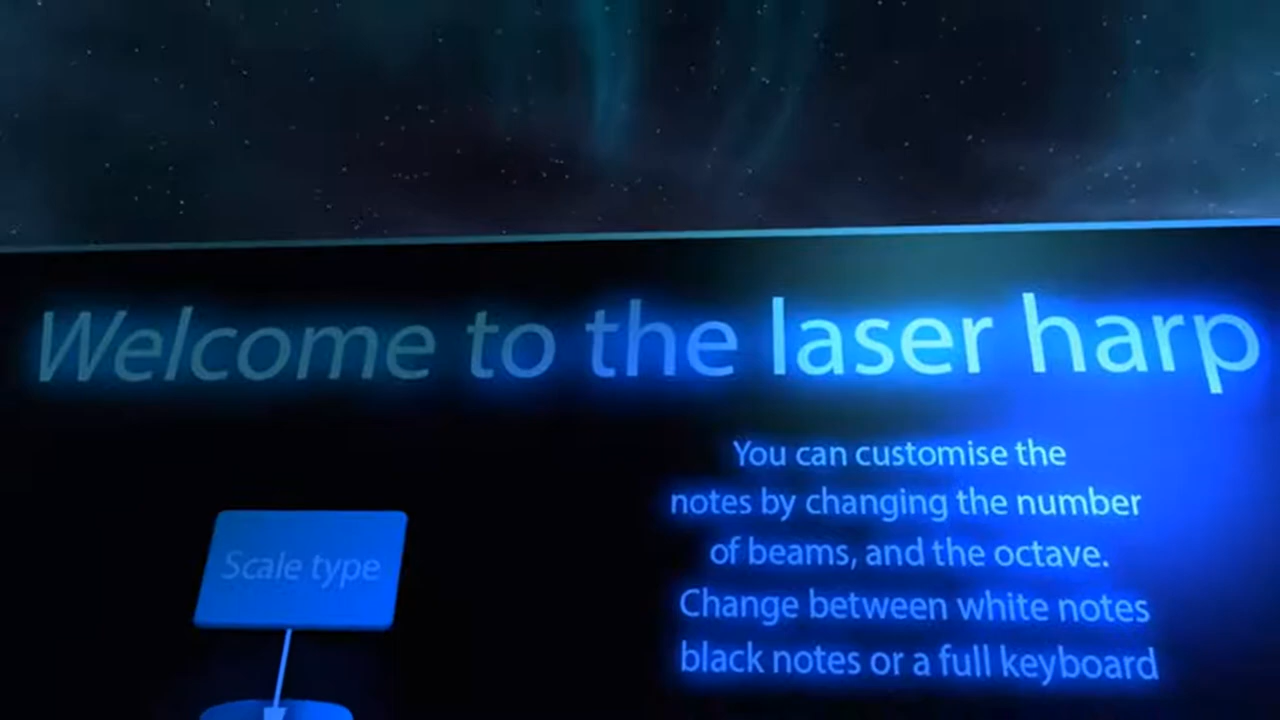 Welcome to the laser harp
You can customise the
notes by changing the number
of beams, and the octave.
Change between white notes
black notes or a full keyboard
Scale type